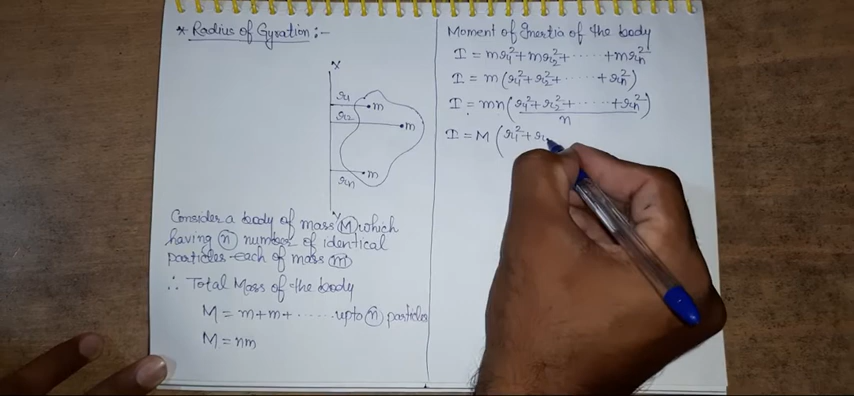 * Radius of Gyration :-
X
r1
m
r2
m
rn
m
Y
Consider a body of mass M which
having n number of identical
particles each of mass m
∴ Total Mass of the body
M = m+m+ ...... upto n particles
M = nm
Moment of Inertia of the body
I = mr1²+mr2²+ ...... +mrn²
I = m(r1²+r2²+ ...... +rn²)
I = mn(r1²+r2²+ ...... +rn²)
n
I = M (r1²+r